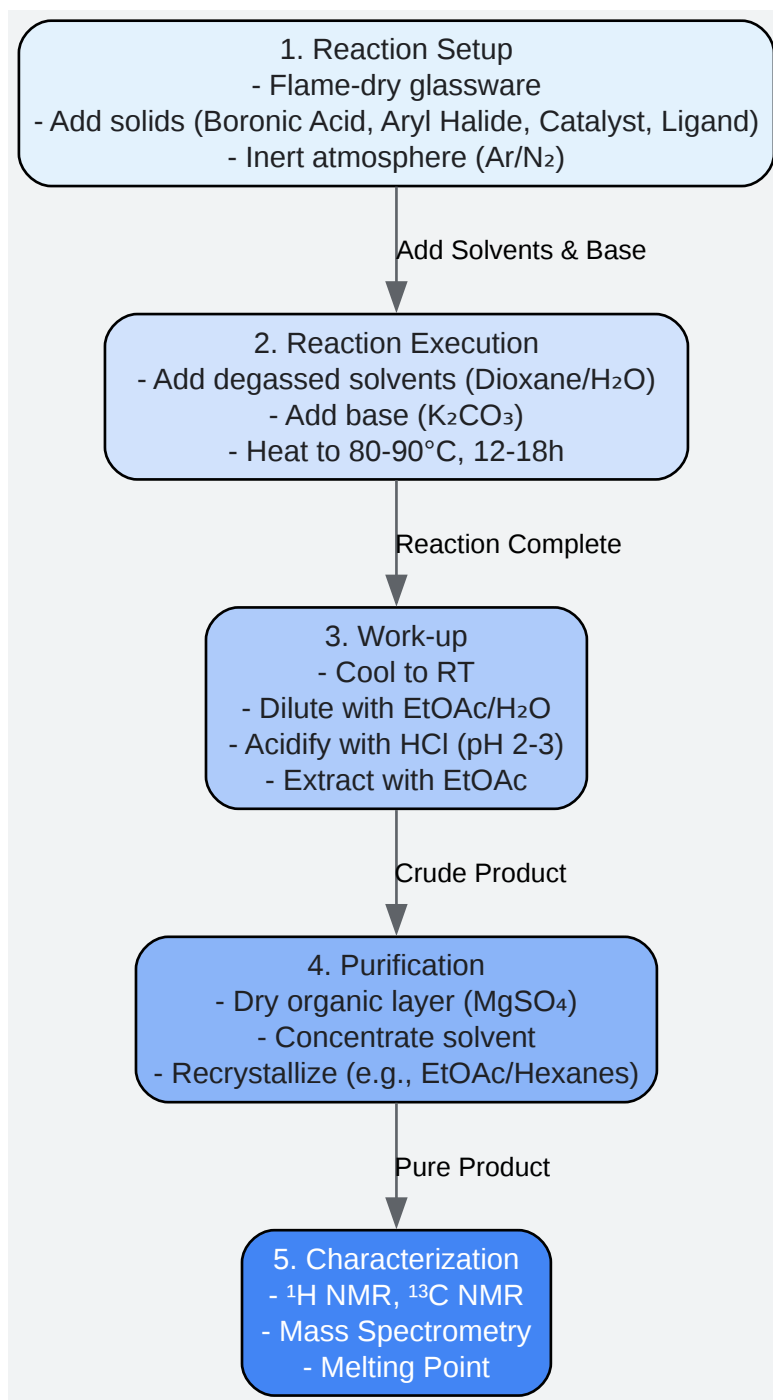 1. Reaction Setup
- Flame-dry glassware
- Add solids (Boronic Acid, Aryl Halide, Catalyst, Ligand)
- Inert atmosphere (Ar/N₂)
Add Solvents & Base
2. Reaction Execution
- Add degassed solvents (Dioxane/H₂O)
- Add base (K₂CO₃)
- Heat to 80-90°C, 12-18h
Reaction Complete
3. Work-up
- Cool to RT
- Dilute with EtOAc/H₂O
- Acidify with HCl (pH 2-3)
- Extract with EtOAc
Crude Product
4. Purification
- Dry organic layer (MgSO₄)
- Concentrate solvent
- Recrystallize (e.g., EtOAc/Hexanes)
Pure Product
5. Characterization
- ¹H NMR, ¹³C NMR
- Mass Spectrometry
- Melting Point